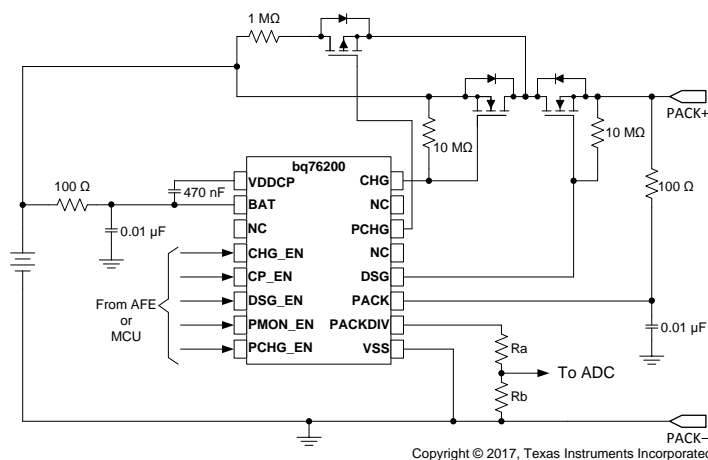 1 MΩ
PACK+
10 MΩ
10 MΩ
100 Ω
bq76200
100 Ω
470 nF
0.01 µF
VDDCP
BAT
NC
CHG_EN
CP_EN
DSG_EN
PMON_EN
PCHG_EN
CHG
NC
PCHG
NC
DSG
PACK
PACKDIV
VSS
From AFE
or
MCU
0.01 µF
Ra
To ADC
Rb
PACK–
Copyright © 2017, Texas Instruments Incorporated